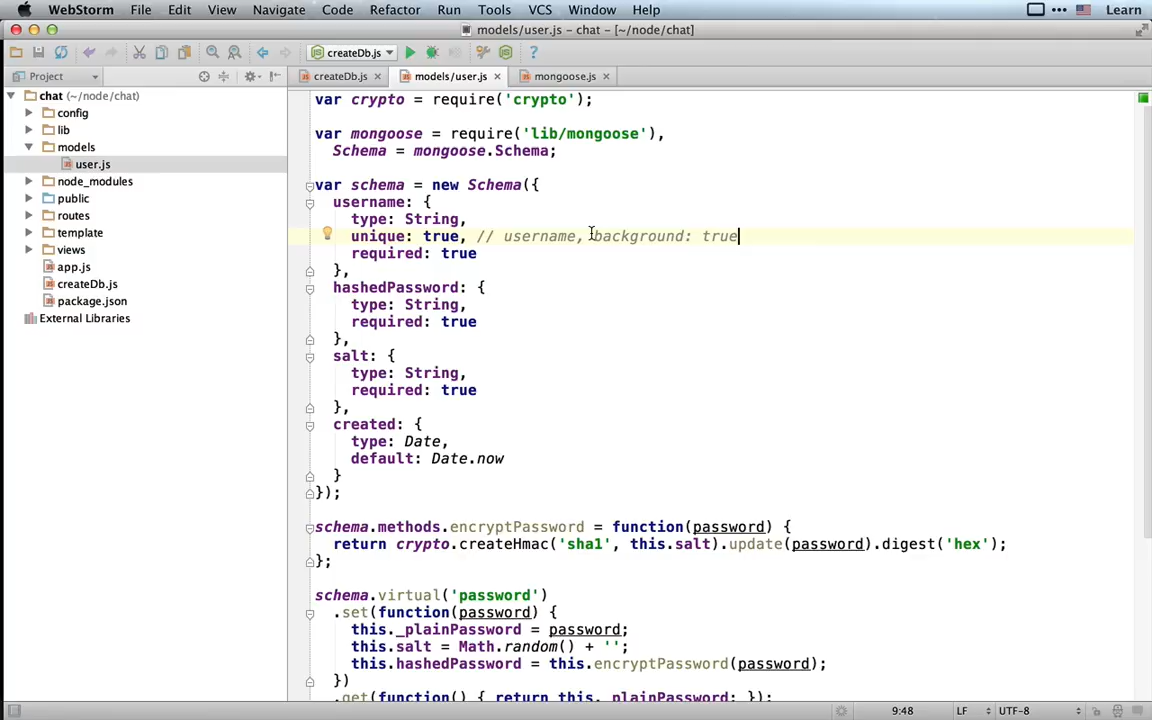 WebStorm File Edit View Navigate Code Refactor Run Tools VCS Window Help Learn
models/user.js – chat – [~/node/chat]
createDb.js
Project createDb.js models/user.js mongoose.js
chat (~/node/chat)
config
lib
models
user.js
node_modules
public
routes
template
views
app.js
createDb.js
package.json
External Libraries
var crypto = require('crypto');
var mongoose = require('lib/mongoose'),
Schema = mongoose.Schema;
var schema = new Schema({
username: {
type: String,
unique: true, // username, background: true
required: true
},
hashedPassword: {
type: String,
required: true
},
salt: {
type: String,
required: true
},
created: {
type: Date,
default: Date.now
}
});
schema.methods.encryptPassword = function(password) {
return crypto.createHmac('sha1', this.salt).update(password).digest('hex');
};
schema.virtual('password')
.set(function(password) {
this._plainPassword = password;
this.salt = Math.random() + '';
this.hashedPassword = this.encryptPassword(password);
})
.get(function() { return this._plainPassword; });
9:48 LF UTF-8